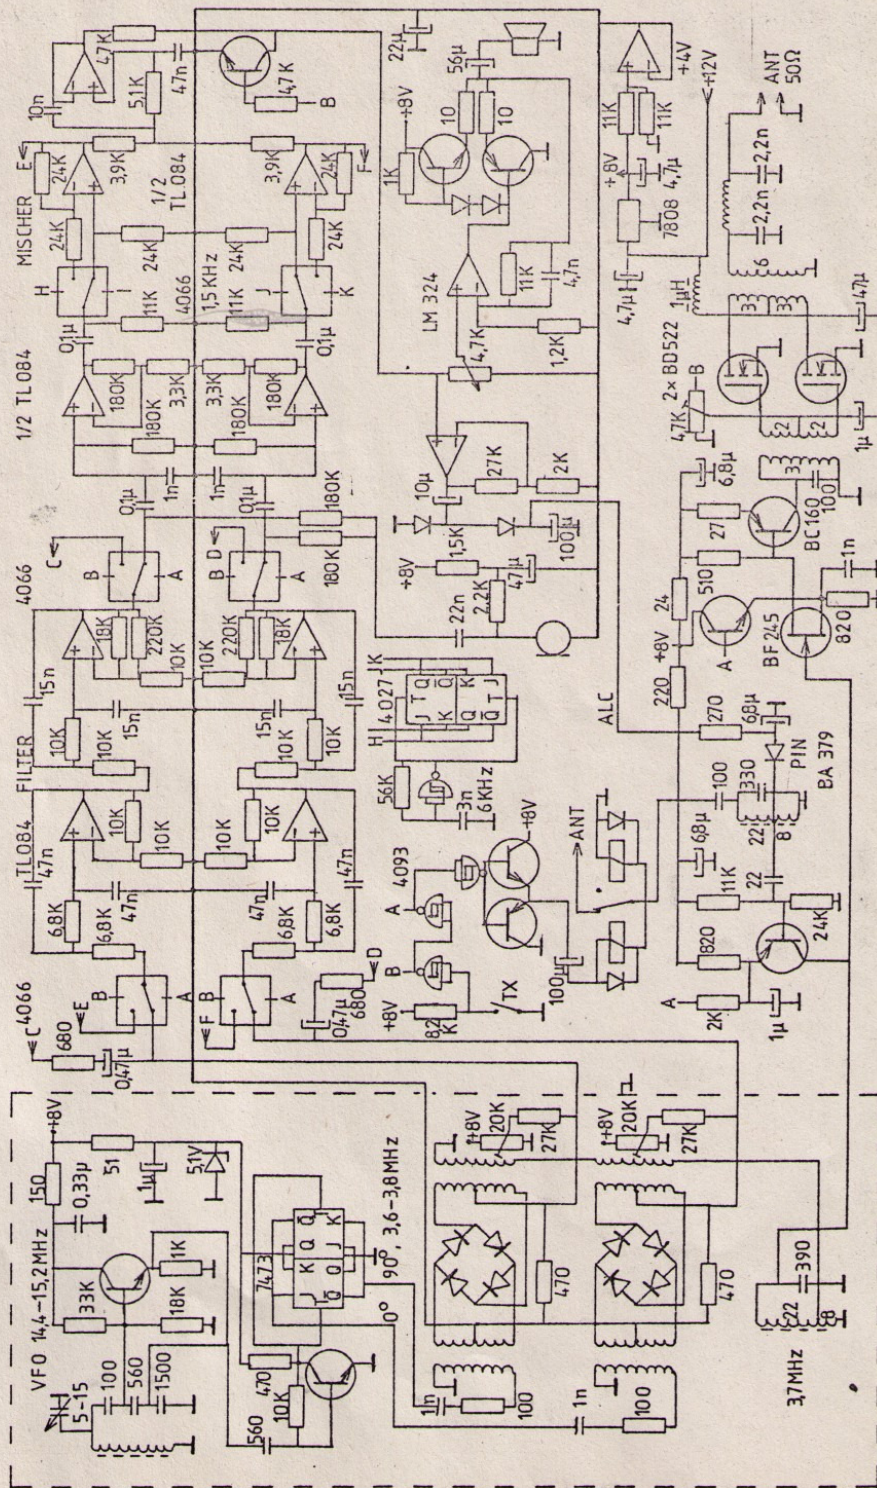 VFO 14,4-15,2MHz
5-15
100
560
1500
33K
18K
1K
150
0,33µ
+8V
51
1µ
5,1V
560
10K
470
7473
J
K
Q
Q
T
J
K
0°
90°, 3,6-3,8MHz
1n
100
1n
100
470
470
+8V
20K
27K
+8V
20K
27K
3,7MHz
22
8
390
C
4066
680
0,47µ
E
B
A
F
B
A
0,47µ
680
D
6,8K
6,8K
47n
TL084
FILTER
10K
10K
47n
47n
6,8K
6,8K
10K
10K
47n
10K
10K
15n
15n
18K
220K
10K
10K
220K
18K
10K
10K
15n
15n
4066
C
B
A
D
B
A
0,1µ
1n
1n
0,1µ
180K
180K
180K
180K
1/2 TL084
180K
3,3K
3,3K
180K
0,1µ
0,1µ
MISCHER
H
I
J
K
11K
11K
4066
1,5KHz
24K
24K
24K
24K
24K
24K
E
F
3,9K
3,9K
1/2
TL084
10n
47K
5,1K
47n
4,7K
B
+8V
8,2
K
TX
B
A
4093
56K
3n
6KHz
H
I
4027
J
K
J
K
Q
Q
T
J
K
Q
Q
T
+8V
100µ
ANT
22n
2,2K
47µ
+8V
1,5K
10µ
27K
2K
100µ
ALC
4,7K
LM 324
1,2K
11K
4,7n
1K
+8V
10
10
56µ
22µ
A
2K
1µ
820
11K
24K
22
6,8µ
22
8
330
100
PIN
BA 379
6,8µ
270
220
+8V
24
A
BF245
820
1n
510
27
BC160
6,8µ
33
100
2
2
1µ
4,7K
B
2x BD522
3
3
6
47µ
1µH
4,7µ
7808
+8V
4,7µ
11K
11K
+4V
+12V
2,2n
2,2n
ANT
50Ω